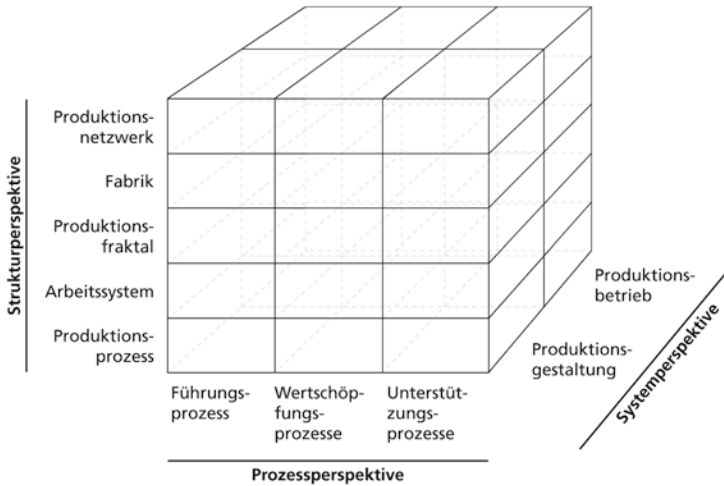 Strukturperspektive
Produktions-
netzwerk
Fabrik
Produktions-
fraktal
Arbeitssystem
Produktions-
prozess
Führungs-
prozess
Wertschöp-
fungs-
prozesse
Unterstüt-
zungs-
prozesse
Prozessperspektive
Produktions-
gestaltung
Produktions-
betrieb
Systemperspektive